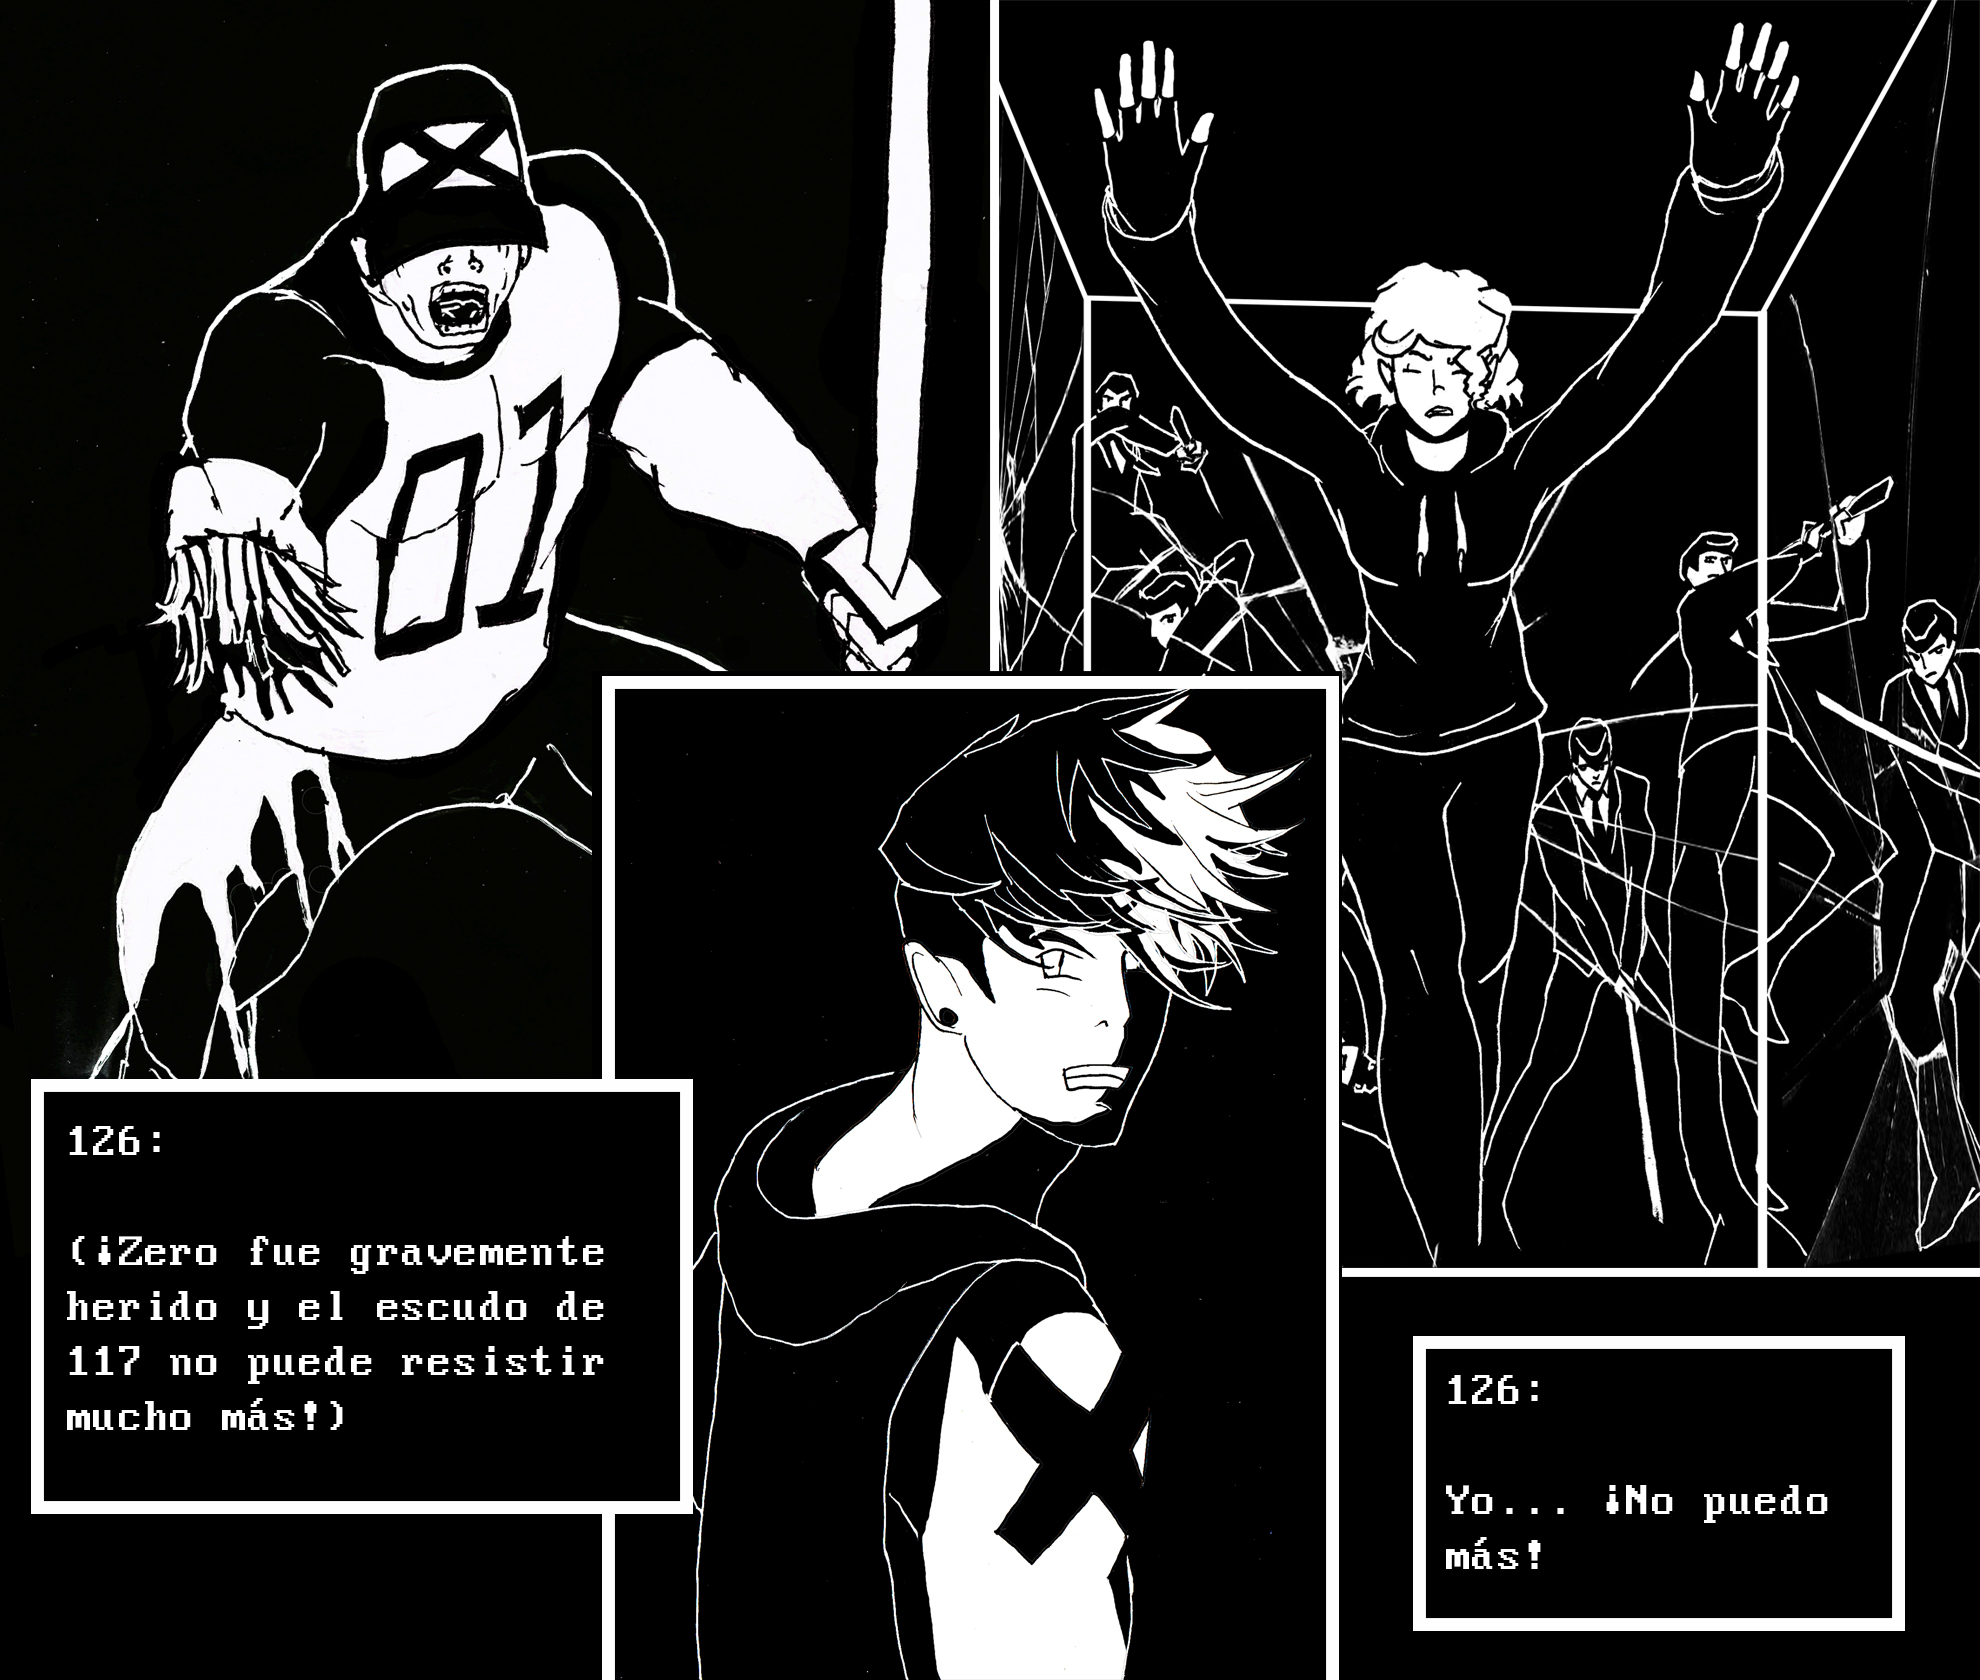 01
126:
(¡Zero fue gravemente
herido y el escudo de
117 no puede resistir
mucho más!)
126:
Yo... ¡No puedo
más!